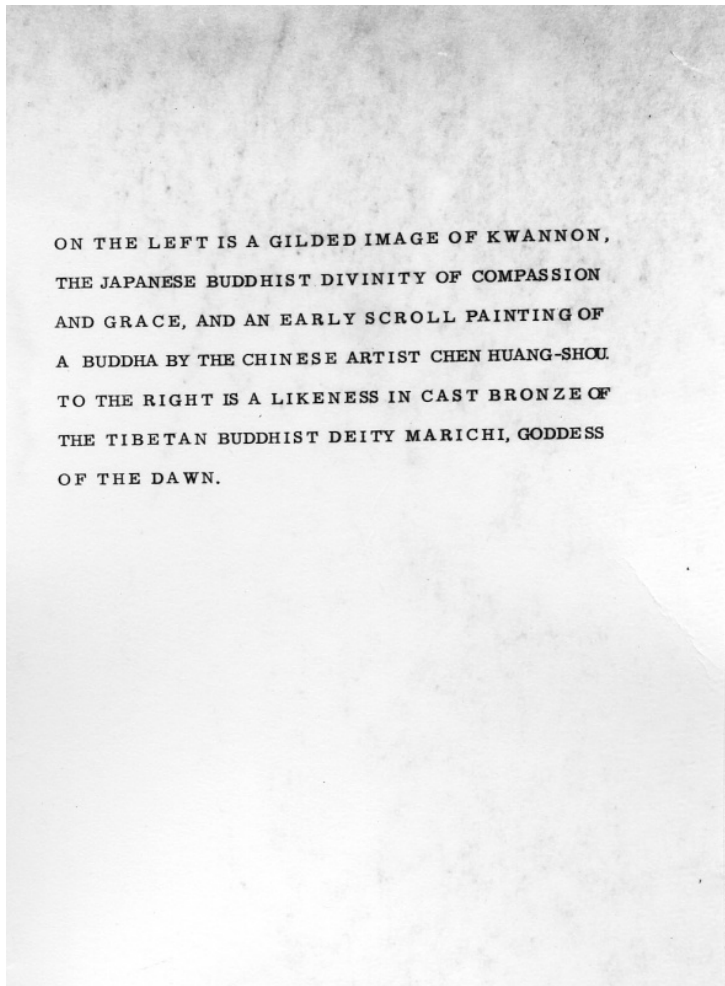 ON THE LEFT IS A GILDED IMAGE OF KWANNON,
THE JAPANESE BUDDHIST DIVINITY OF COMPASSION
AND GRACE, AND AN EARLY SCROLL PAINTING OF
A BUDDHA BY THE CHINESE ARTIST CHEN HUANG-SHOU.
TO THE RIGHT IS A LIKENESS IN CAST BRONZE OF
THE TIBETAN BUDDHIST DEITY MARICHI, GODDESS
OF THE DAWN.